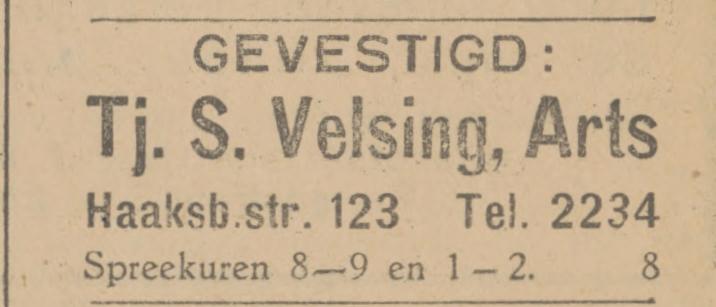 GEVESTIGD:
Tj. S. Velsing, Arts
Haaksb.str. 123 Tel. 2234
Spreekuren 8—9 en 1–2. 8